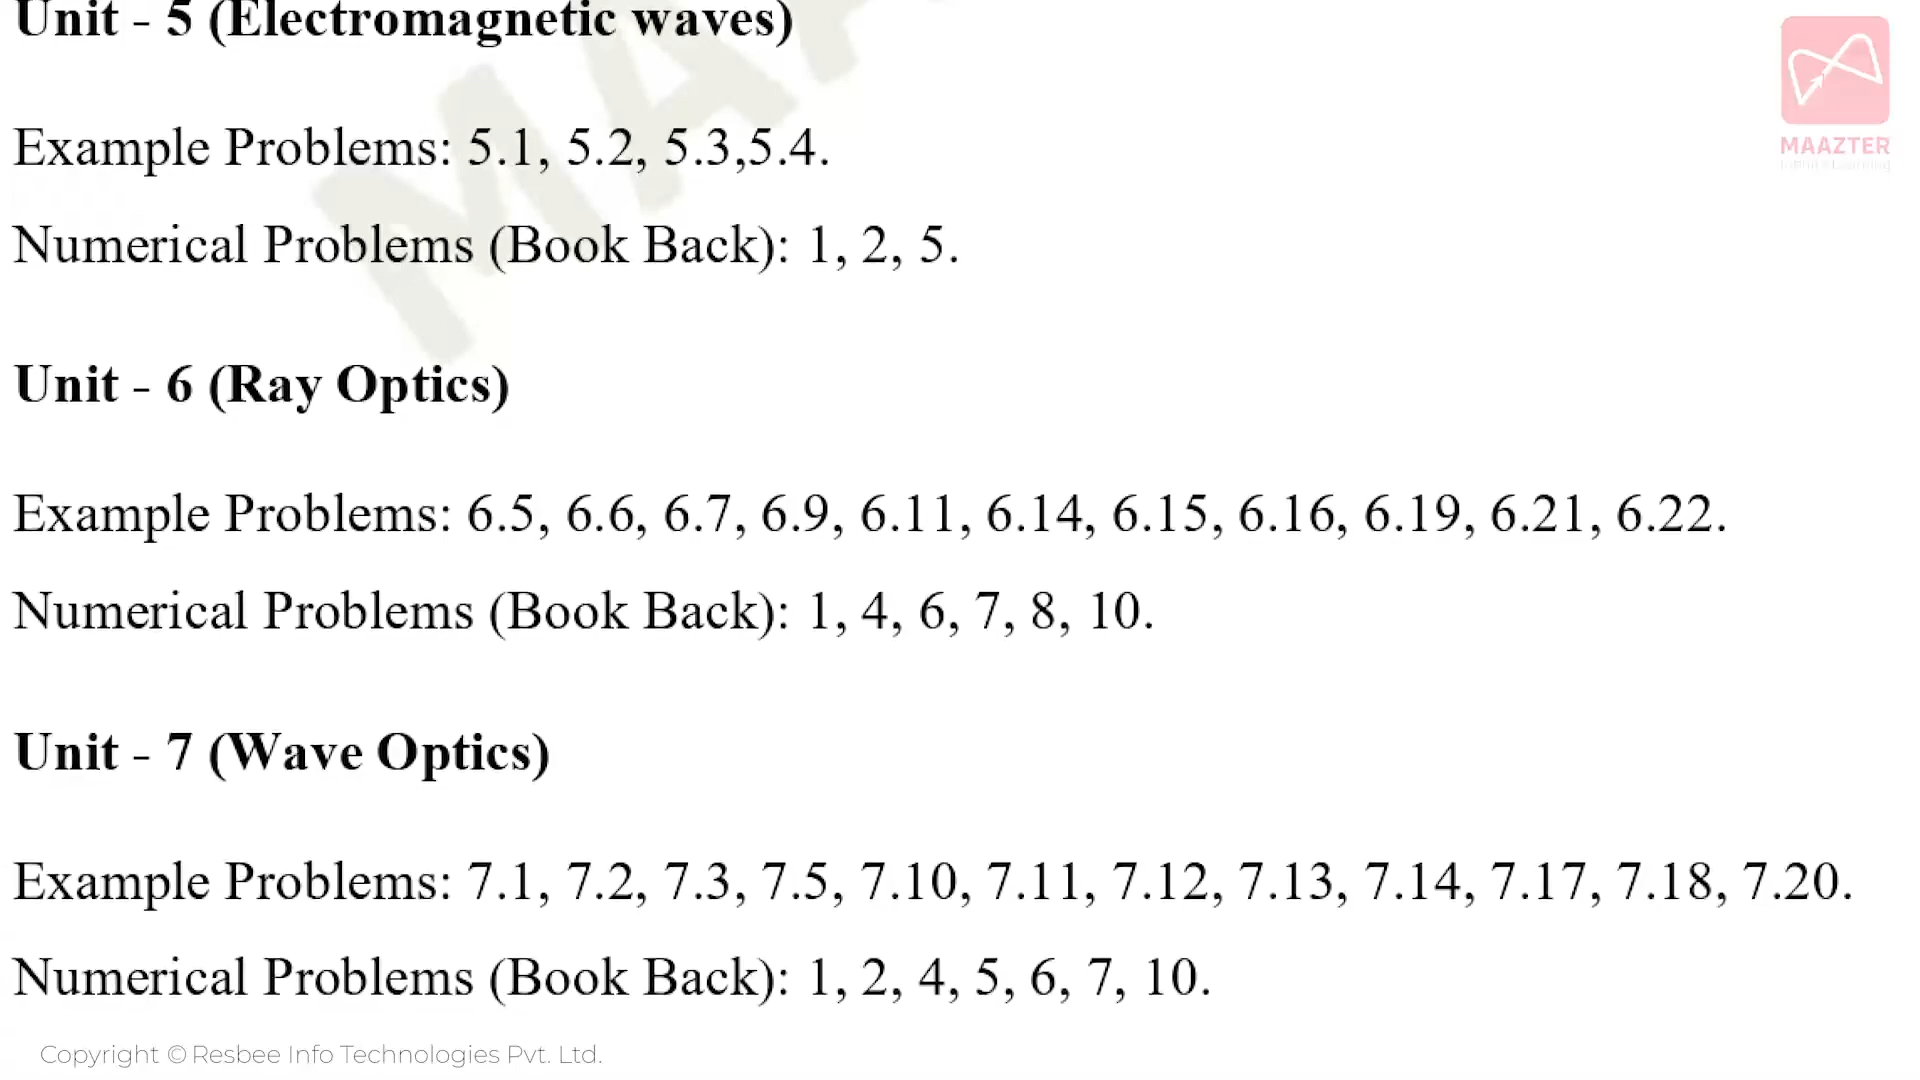 Unit - 5 (Electromagnetic waves)
MAAZTER
Example Problems: 5.1, 5.2, 5.3,5.4.
Numerical Problems (Book Back): 1, 2, 5.
Unit - 6 (Ray Optics)
Example Problems: 6.5, 6.6, 6.7, 6.9, 6.11, 6.14, 6.15, 6.16, 6.19, 6.21, 6.22.
Numerical Problems (Book Back): 1, 4, 6, 7, 8, 10.
Unit - 7 (Wave Optics)
Example Problems: 7.1, 7.2, 7.3, 7.5, 7.10, 7.11, 7.12, 7.13, 7.14, 7.17, 7.18, 7.20.
Numerical Problems (Book Back): 1, 2, 4, 5, 6, 7, 10.
Copyright © Resbee Info Technologies Pvt. Ltd.